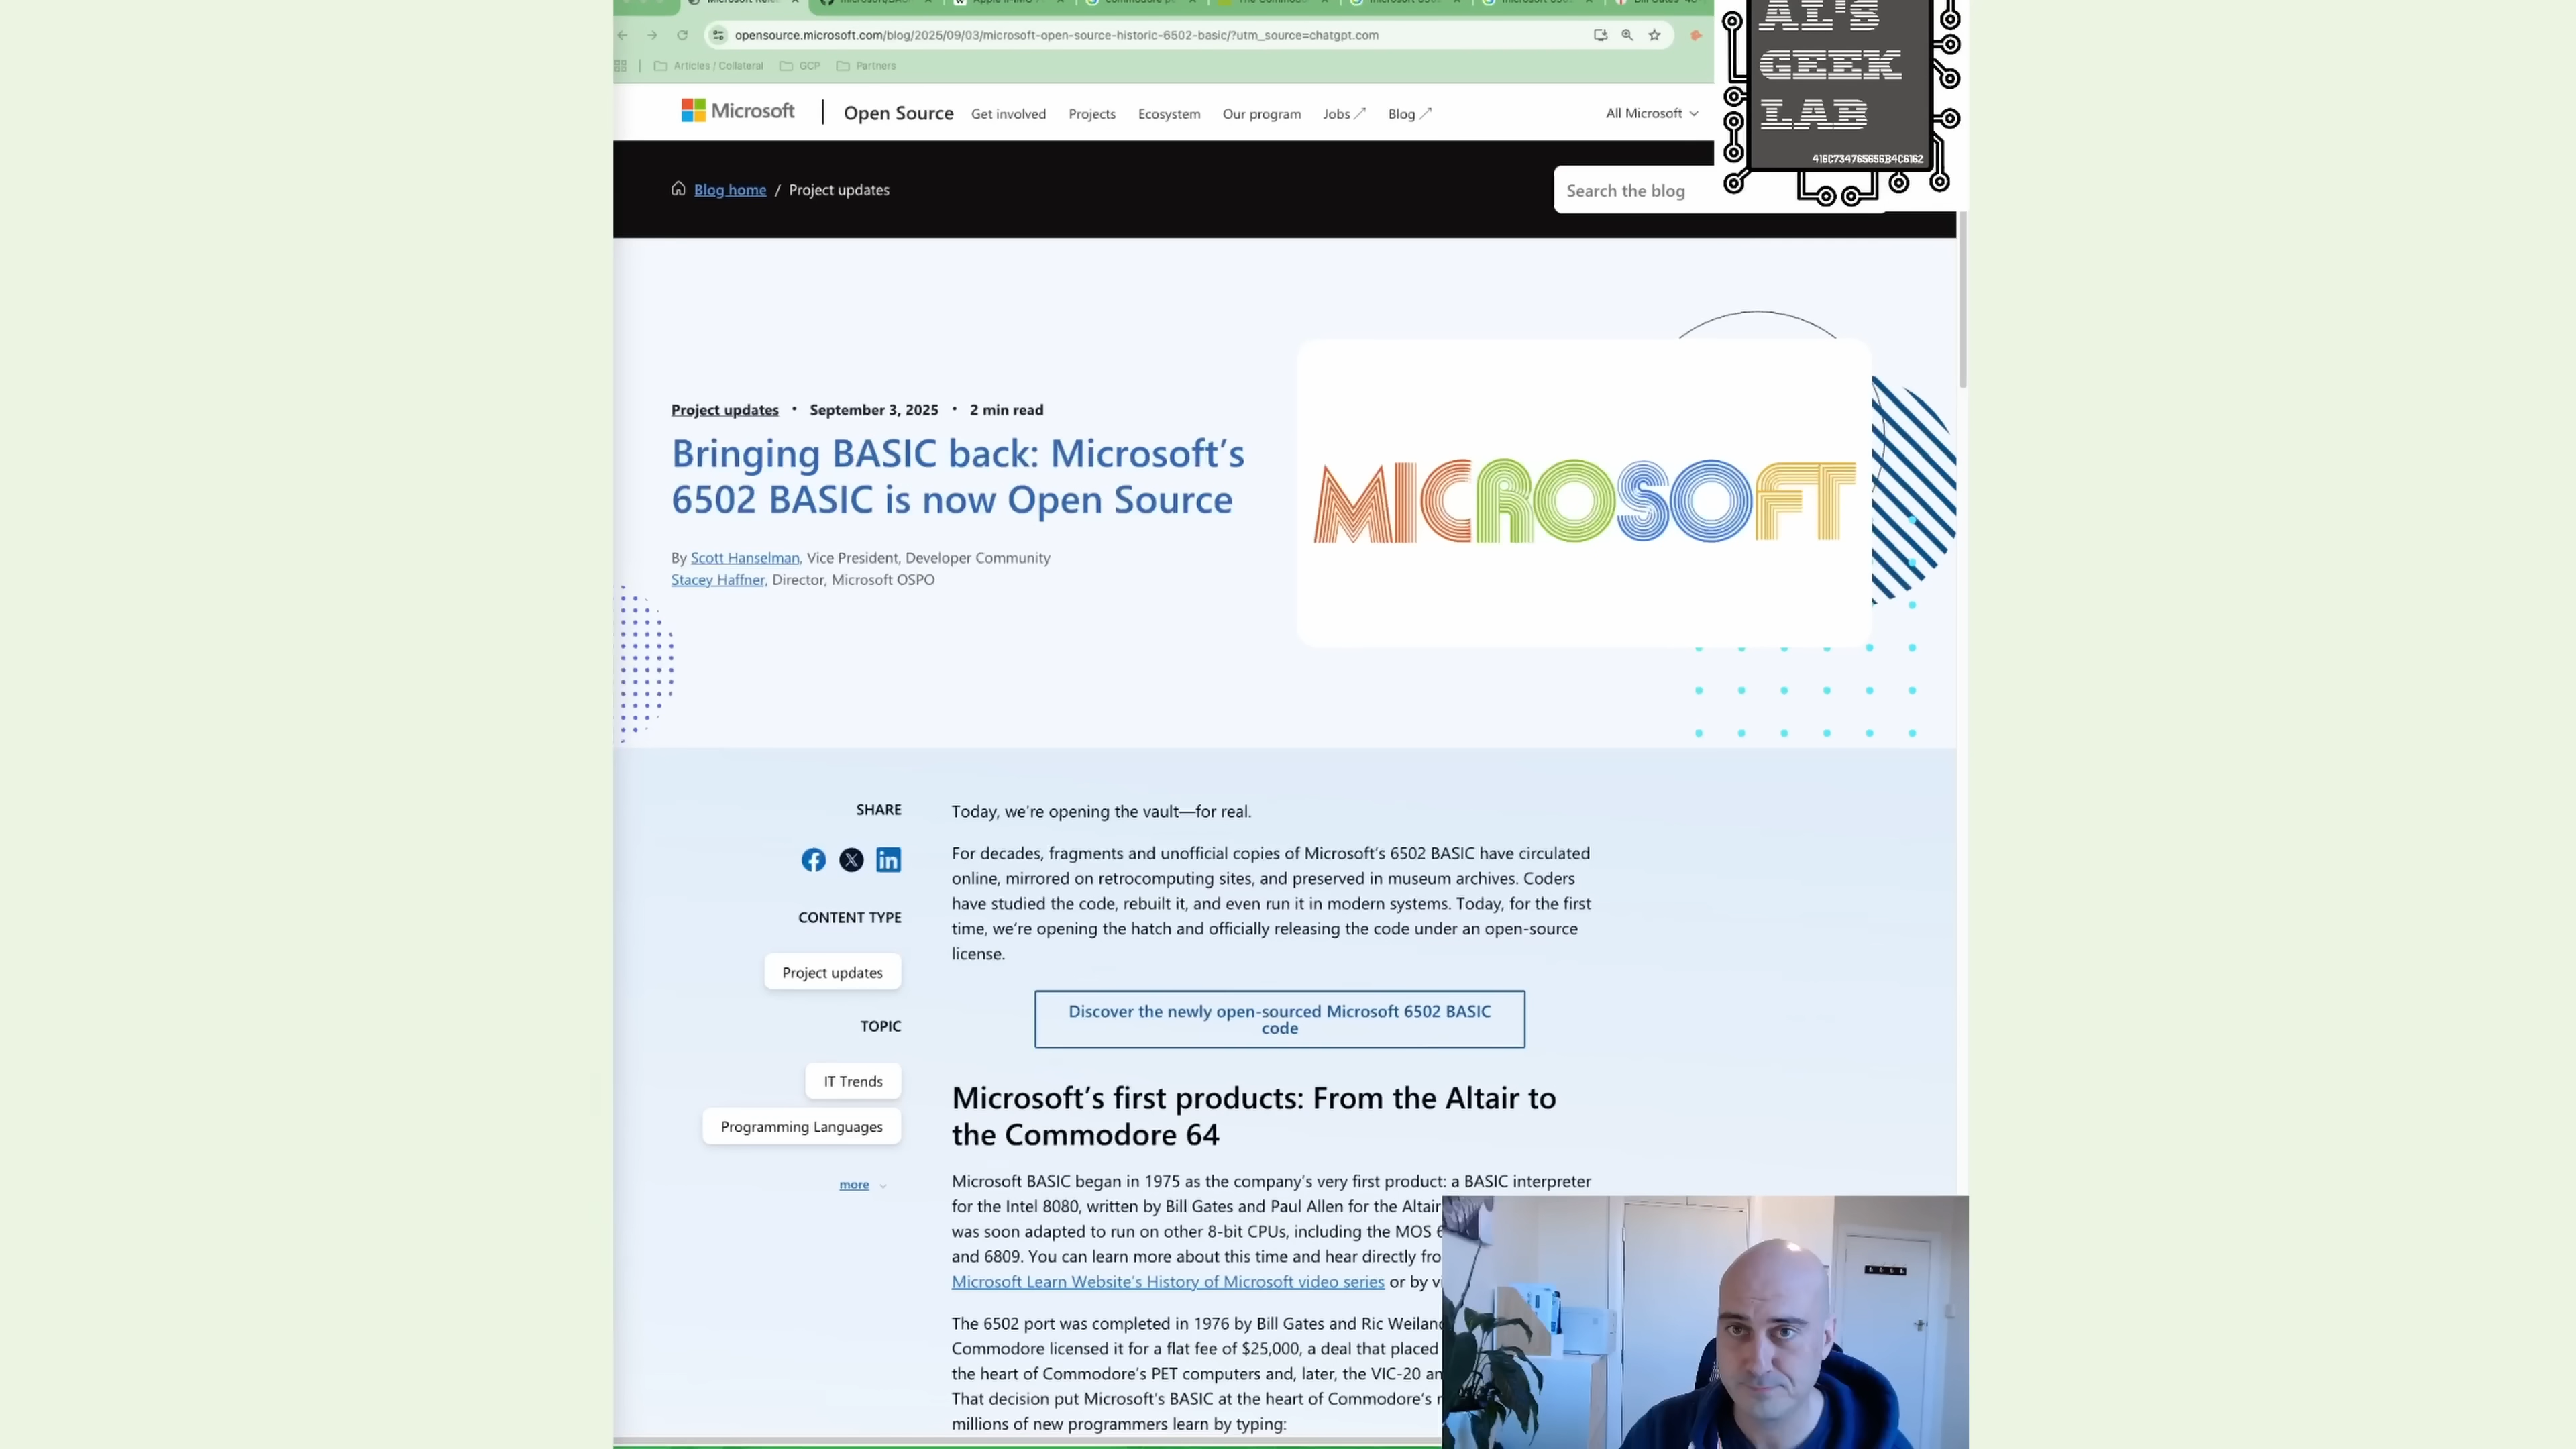 opensource.microsoft.com/blog/2025/09/03/microsoft-open-source-historic-6502-basic/?utm_source=chatgpt.com
Articles / Collateral GCP Partners
AL'S
GEEK
LAB
416C734765656B4C6162
Microsoft Open Source Get involved Projects Ecosystem Our program Jobs Blog All Microsoft
Blog home / Project updates
Search the blog
Project updates • September 3, 2025 • 2 min read
Bringing BASIC back: Microsoft's
6502 BASIC is now Open Source
By Scott Hanselman, Vice President, Developer Community
Stacey Haffner, Director, Microsoft OSPO
MICROSOFT
SHARE
CONTENT TYPE
Project updates
TOPIC
IT Trends
Programming Languages
more
Today, we're opening the vault—for real.
For decades, fragments and unofficial copies of Microsoft's 6502 BASIC have circulated
online, mirrored on retrocomputing sites, and preserved in museum archives. Coders
have studied the code, rebuilt it, and even run it in modern systems. Today, for the first
time, we're opening the hatch and officially releasing the code under an open-source
license.
Discover the newly open-sourced Microsoft 6502 BASIC
code
Microsoft's first products: From the Altair to
the Commodore 64
Microsoft BASIC began in 1975 as the company's very first product: a BASIC interpreter
for the Intel 8080, written by Bill Gates and Paul Allen for the Altair
was soon adapted to run on other 8-bit CPUs, including the MOS
and 6809. You can learn more about this time and hear directly
Microsoft Learn Website's History of Microsoft video series or by
The 6502 port was completed in 1976 by Bill Gates and Ric
Commodore licensed it for a flat fee of $25,000, a deal that placed
the heart of Commodore's PET computers and, later, the VIC-20
That decision put Microsoft's BASIC at the heart of Commodore's
millions of new programmers learn by typing: